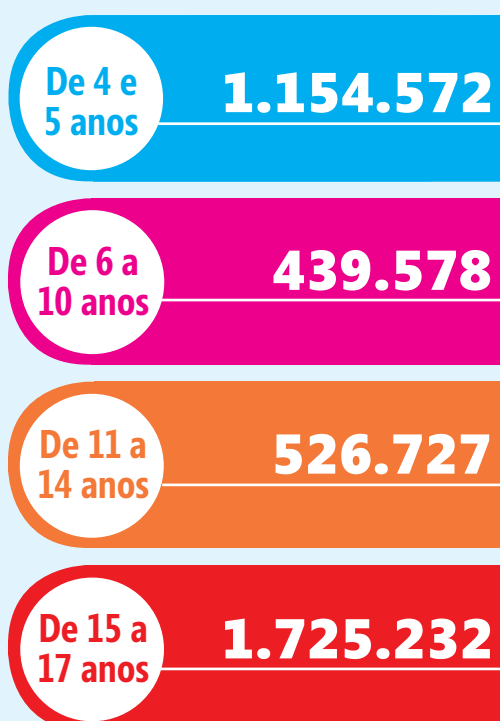 De 4 e
5 anos
1.154.572
De 6 a
10 anos
439.578
De 11 a
14 anos
526.727
De 15 a
17 anos
1.725.232